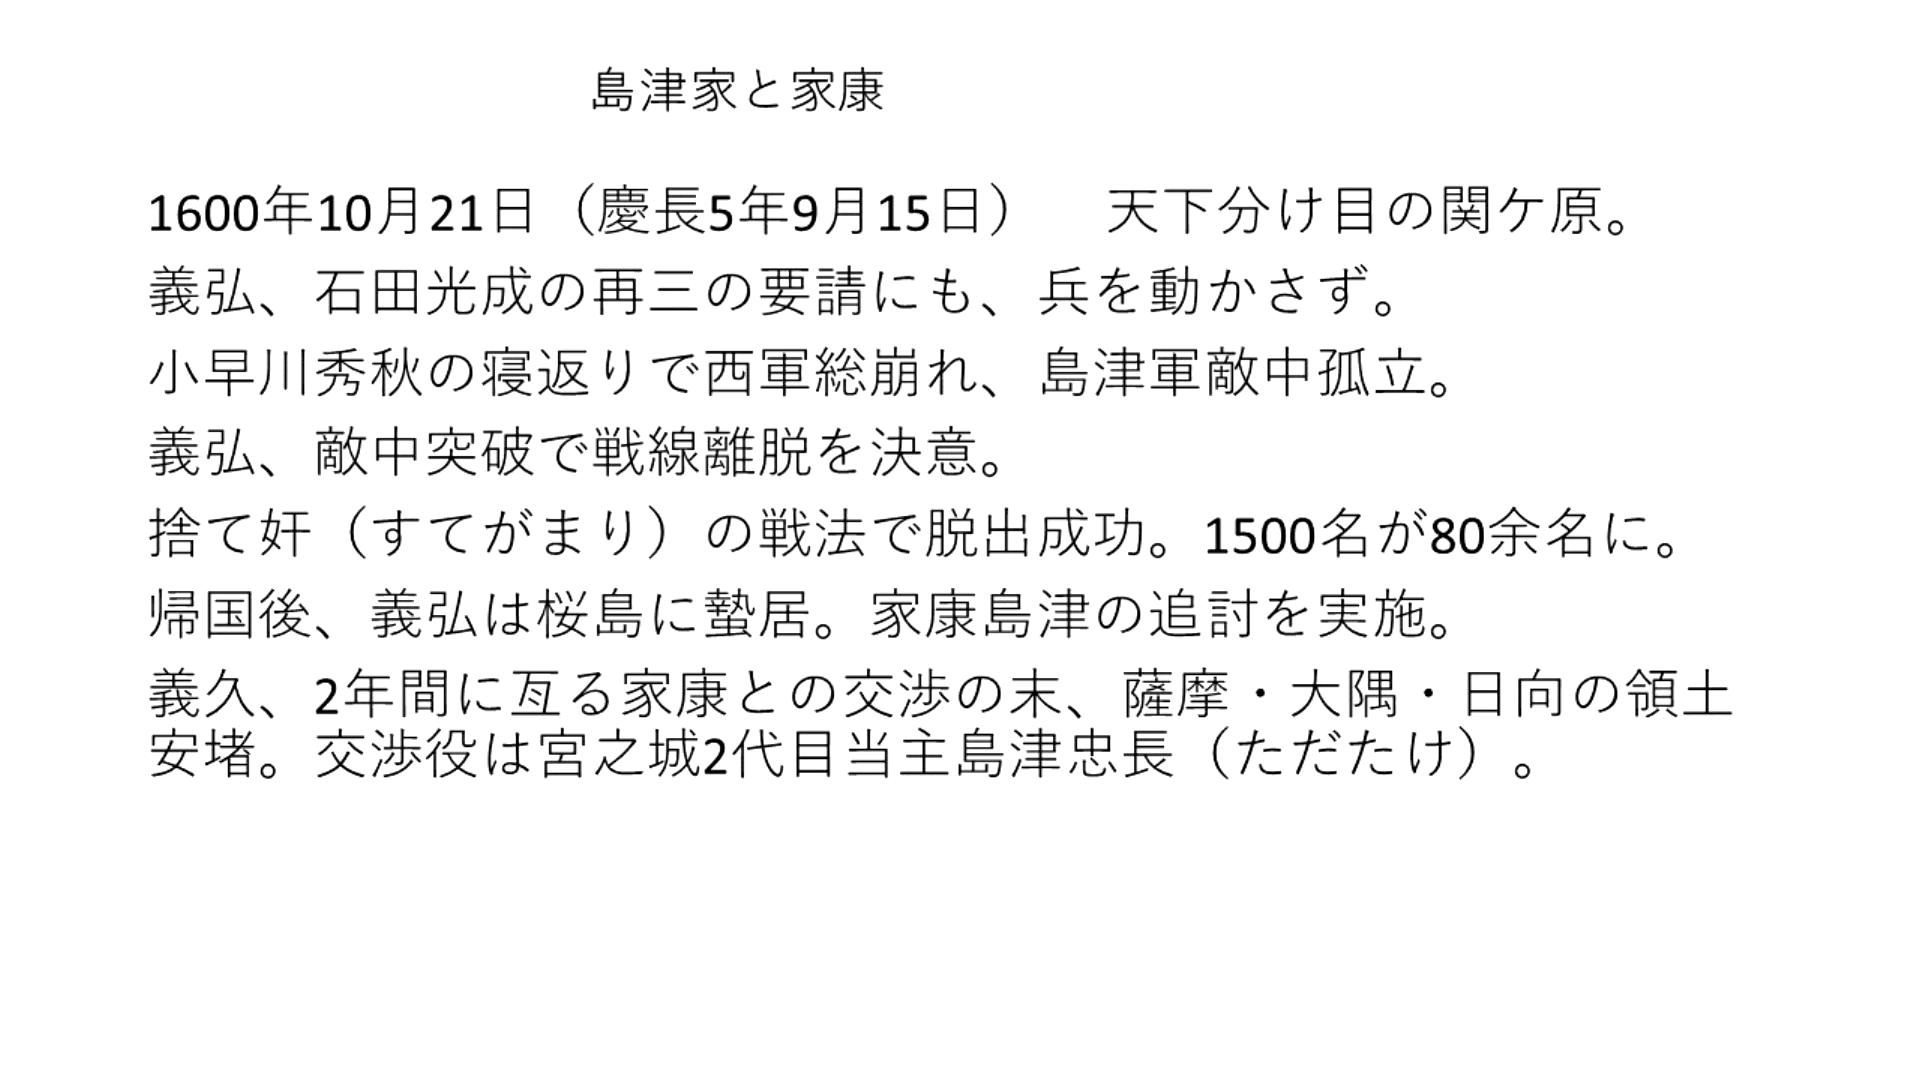 島津家と家康
1600年10月21日（慶長5年9月15日）　天下分け目の関ケ原。
義弘、石田光成の再三の要請にも、兵を動かさず。
小早川秀秋の寝返りで西軍総崩れ、島津軍敵中孤立。
義弘、敵中突破で戦線離脱を決意。
捨て奸（すてがまり）の戦法で脱出成功。1500名が80余名に。
帰国後、義弘は桜島に蟄居。家康島津の追討を実施。
義久、2年間に亙る家康との交渉の末、薩摩・大隅・日向の領土
安堵。交渉役は宮之城2代目当主島津忠長（ただたけ）。